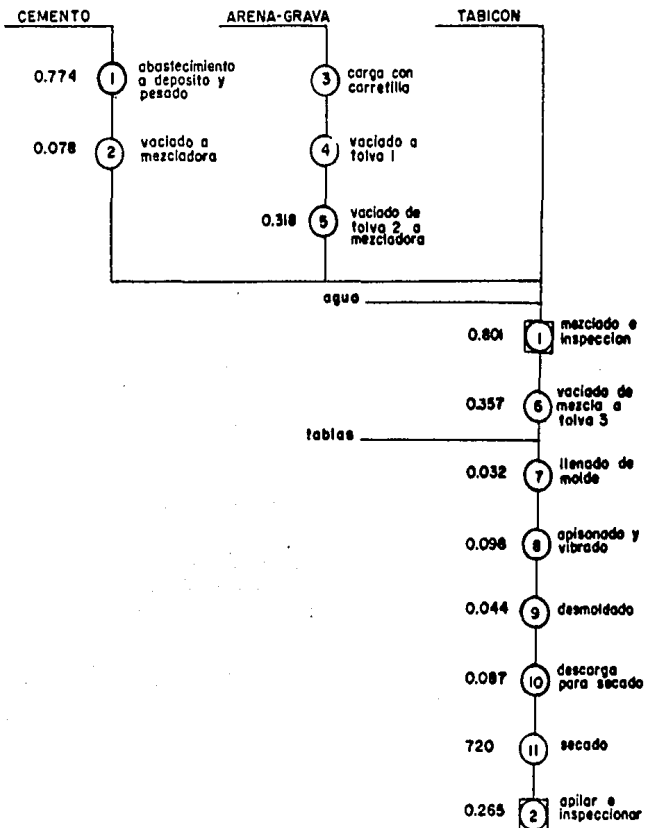 CEMENTO
ARENA-GRAVA
TABICON
0.774
1
abastecimiento
a deposito y
pesado
3
carga con
carretilla
0.078
2
vaciado a
mezcladora
4
vaciado a
tolva 1
0.318
5
vaciado de
tolva 2 a
mezcladora
agua
0.801
1
mezclado e
inspeccion
0.357
6
vaciado de
mezcla a
tolva 3
tablas
0.032
7
llenado de
molde
0.098
8
apisonado y
vibrado
0.044
9
desmoldado
0.087
10
descarga
para secado
720
11
secado
0.265
2
apilar e
inspeccionar